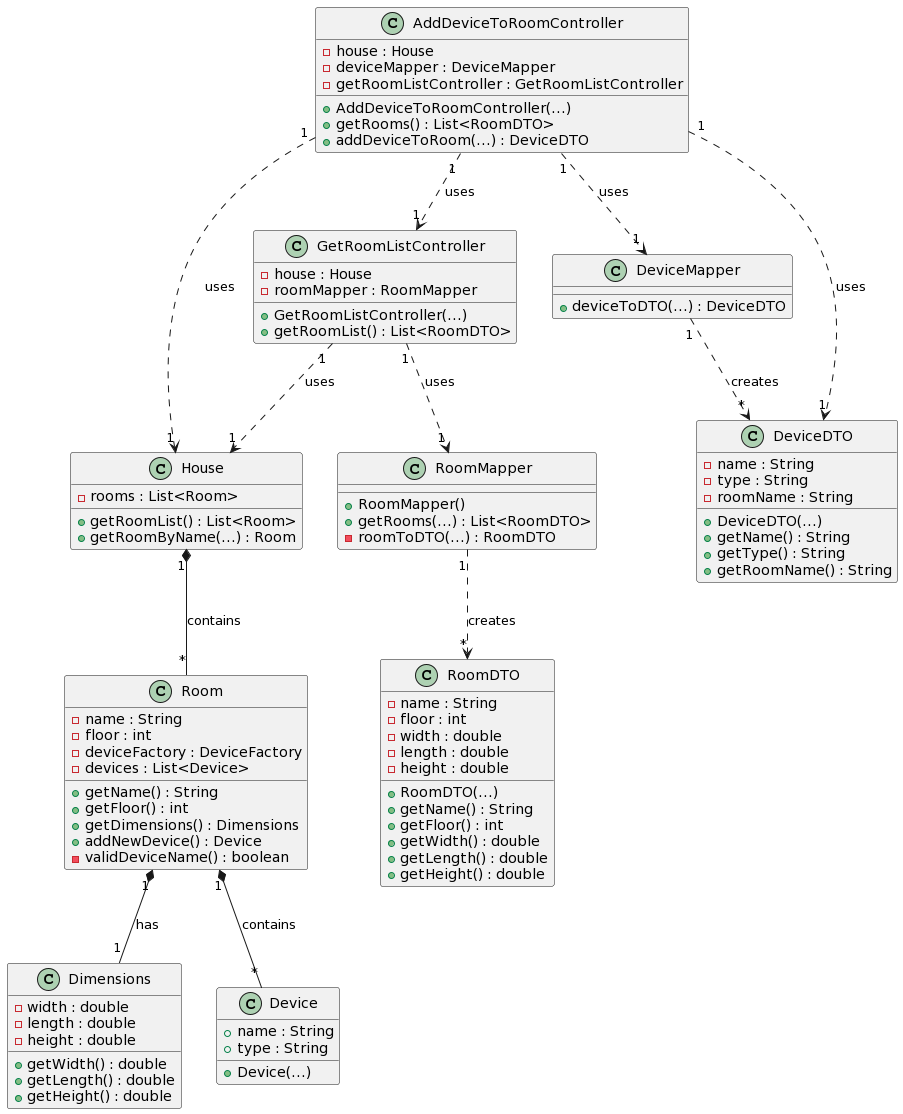 C AddDeviceToRoomController
house : House
deviceMapper : DeviceMapper
getRoomListController : GetRoomListController
AddDeviceToRoomController(...)
getRooms() : List<RoomDTO>
addDeviceToRoom(...) : DeviceDTO
1
1
1
1
1
uses
uses
1
1
C GetRoomListController
house : House
roomMapper : RoomMapper
GetRoomListController(...)
getRoomList() : List<RoomDTO>
C DeviceMapper
deviceToDTO(...) : DeviceDTO
uses
uses
1
1
1
uses
uses
creates
1
1
1
*
1
C House
rooms : List<Room>
getRoomList() : List<Room>
getRoomByName(...) : Room
C RoomMapper
RoomMapper()
getRooms(...) : List<RoomDTO>
roomToDTO(...) : RoomDTO
C DeviceDTO
name : String
type : String
roomName : String
DeviceDTO(...)
getName() : String
getType() : String
getRoomName() : String
1
1
contains
creates
*
*
C Room
name : String
floor : int
deviceFactory : DeviceFactory
devices : List<Device>
getName() : String
getFloor() : int
getDimensions() : Dimensions
addNewDevice() : Device
validDeviceName() : boolean
C RoomDTO
name : String
floor : int
width : double
length : double
height : double
RoomDTO(...)
getName() : String
getFloor() : int
getWidth() : double
getLength() : double
getHeight() : double
1
1
has
contains
1
*
C Dimensions
width : double
length : double
height : double
getWidth() : double
getLength() : double
getHeight() : double
C Device
name : String
type : String
Device(...)